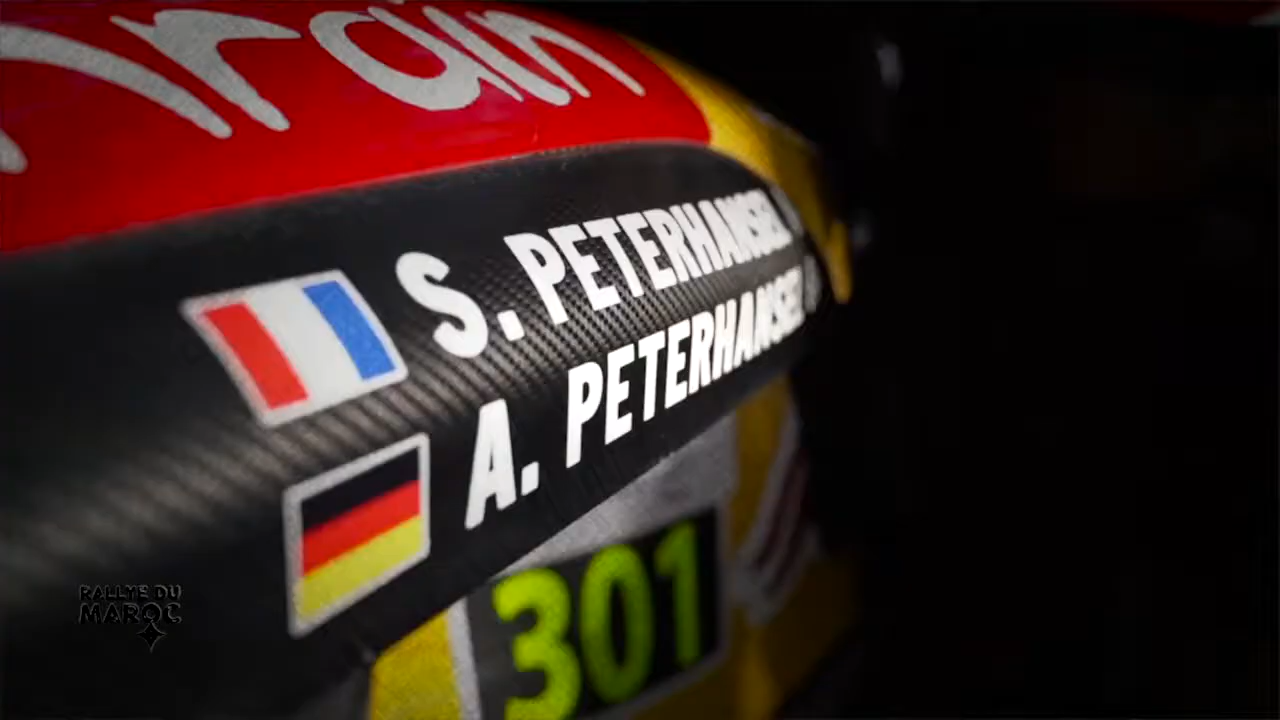 S. PETERHANSEL
A. PETERHANSEL
301
RALLYE DU
MAROC